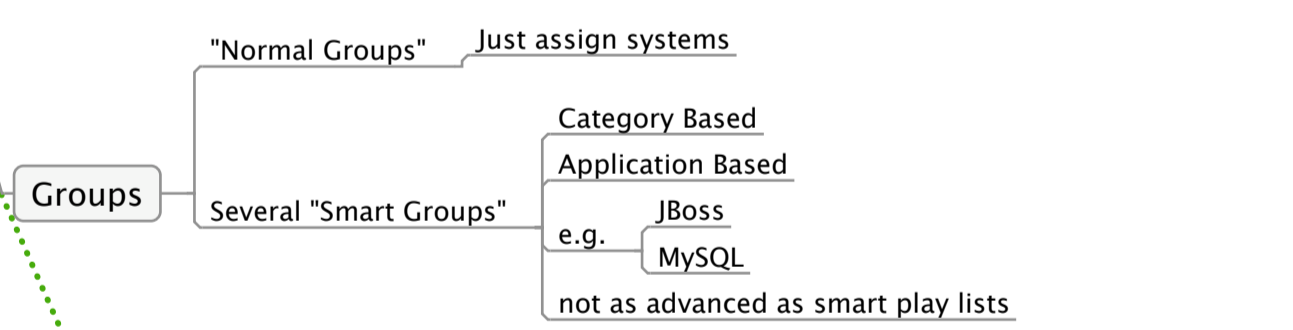 Groups
"Normal Groups"
Just assign systems
Several "Smart Groups"
Category Based
Application Based
e.g.
JBoss
MySQL
not as advanced as smart play lists